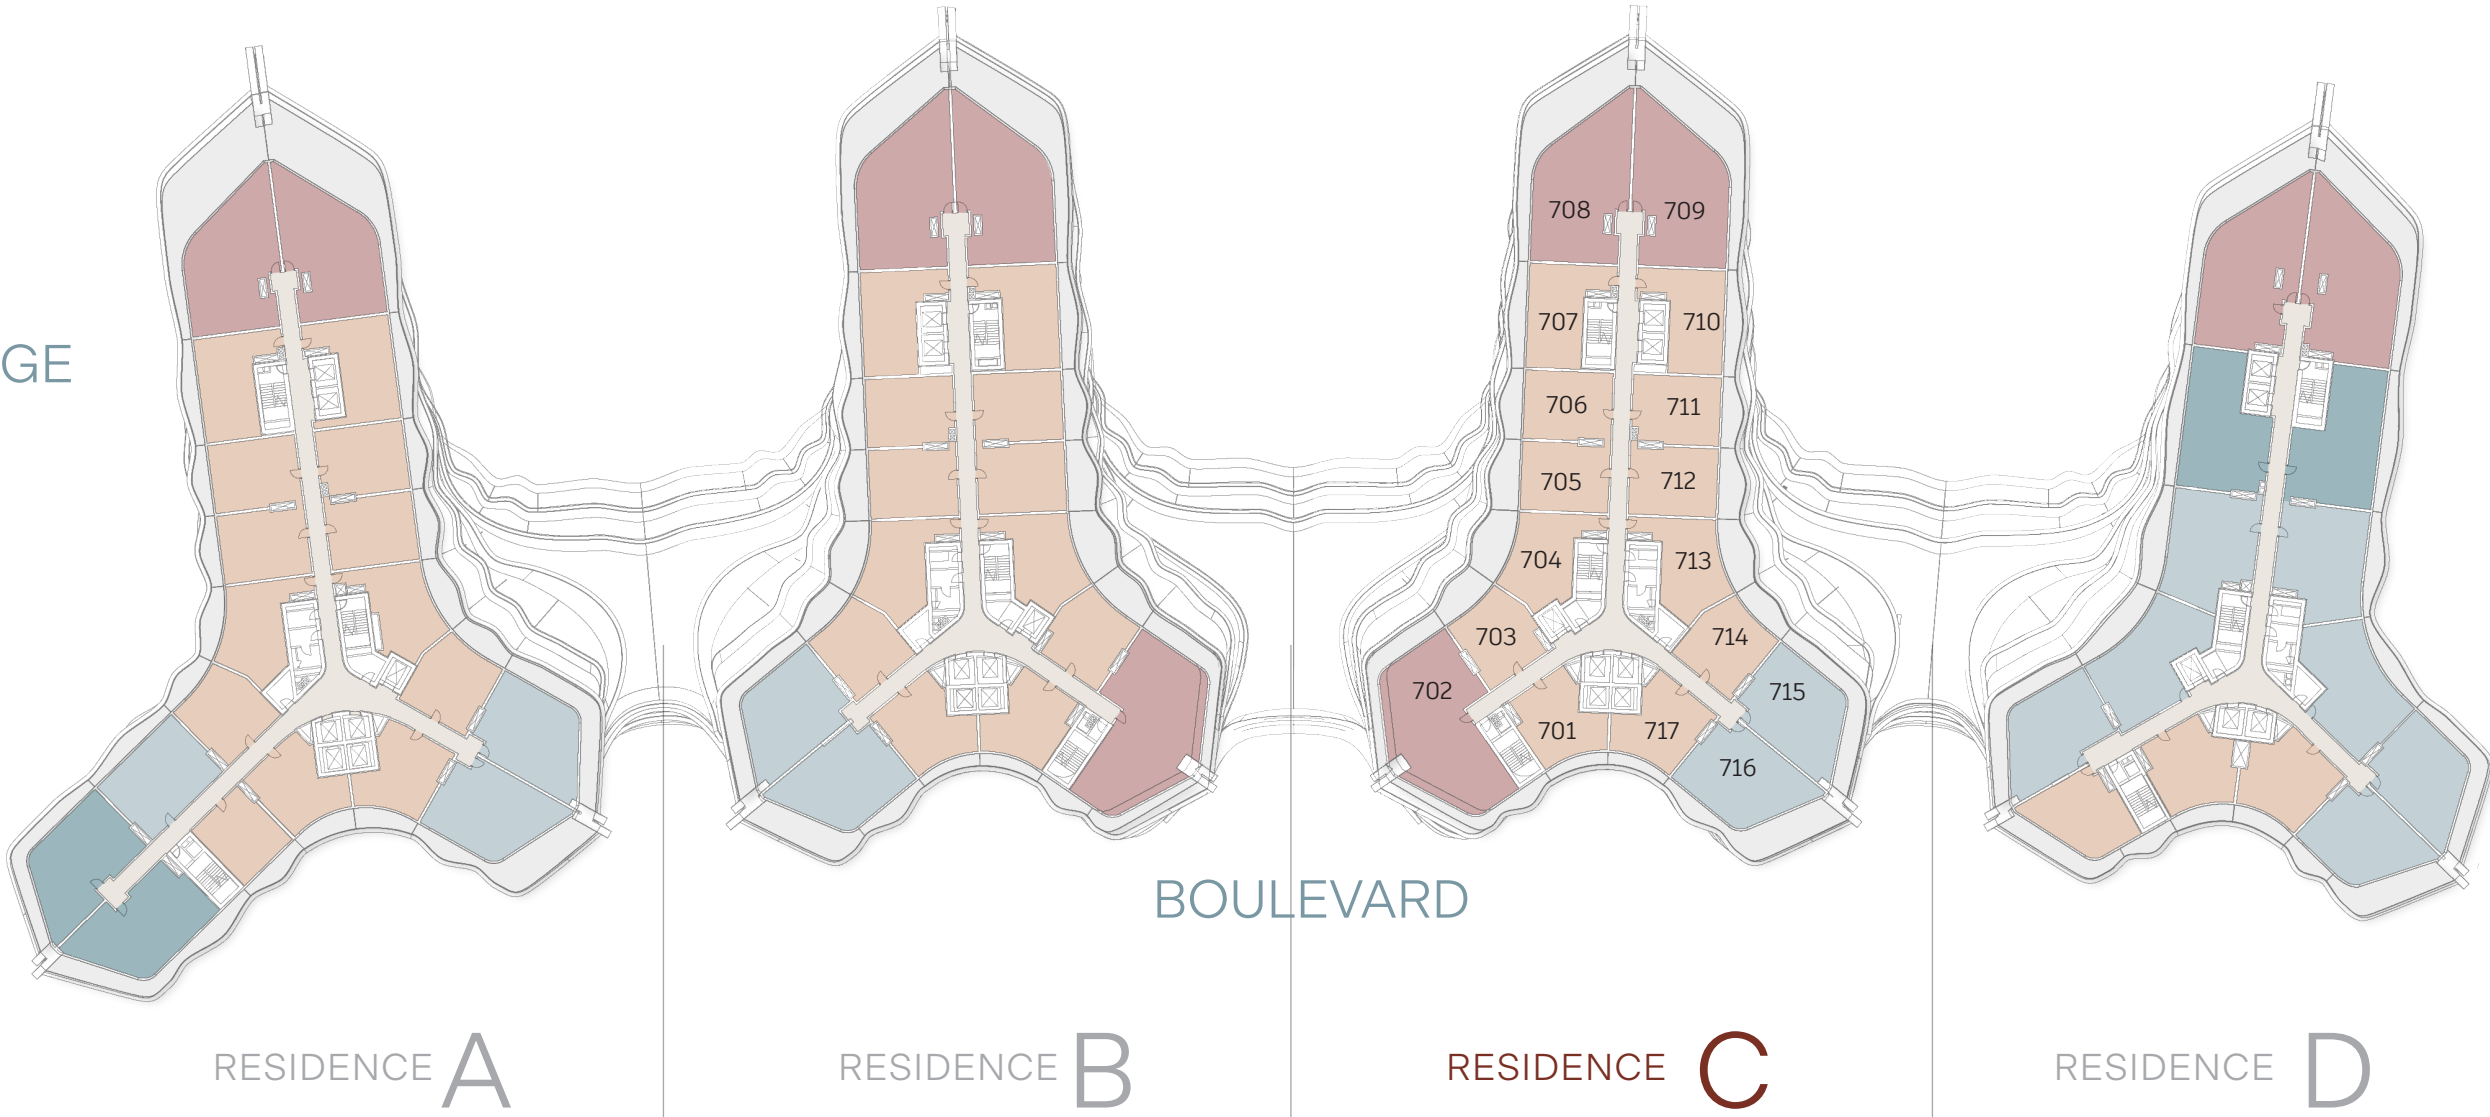 708 709
GE
707 710
706 711
705 712
704 713
703 714
702 715
701 717
716
BOULEVARD
RESIDENCE A
RESIDENCE B
RESIDENCE C
RESIDENCE D